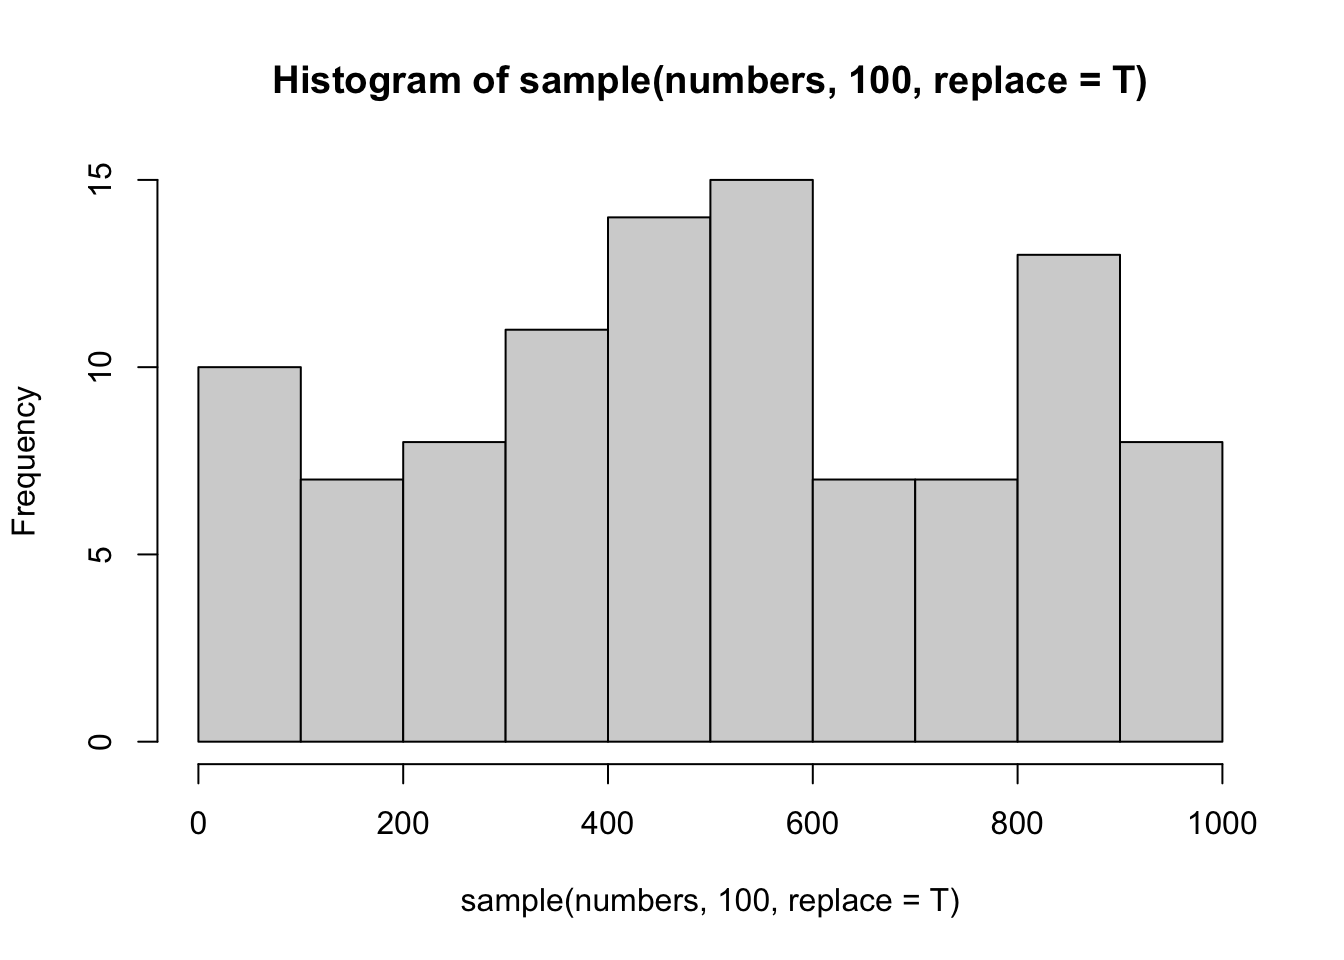 Histogram of sample(numbers, 100, replace = T)
Frequency
15
10
5
0
0 200 400 600 800 1000
sample(numbers, 100, replace = T)